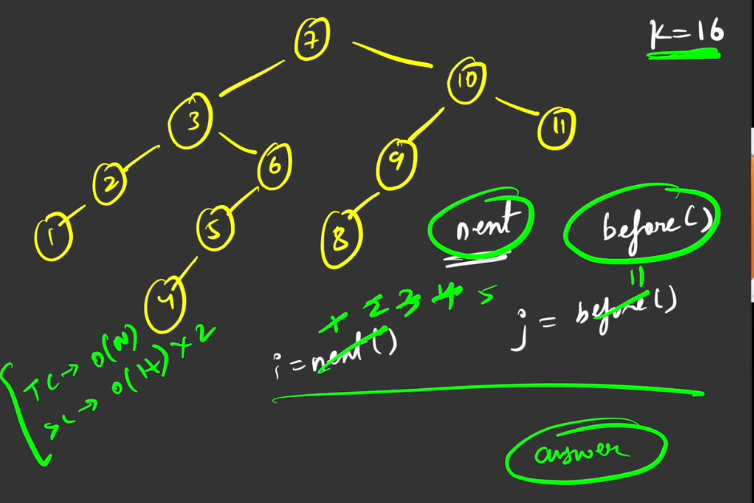 K=16
7
3
10
2
6
9
11
1
5
8
4
next
before()
1 2 3 4 5
11
i = next()
j = before()
TC → O(N)
SC → O(H) × 2
answer